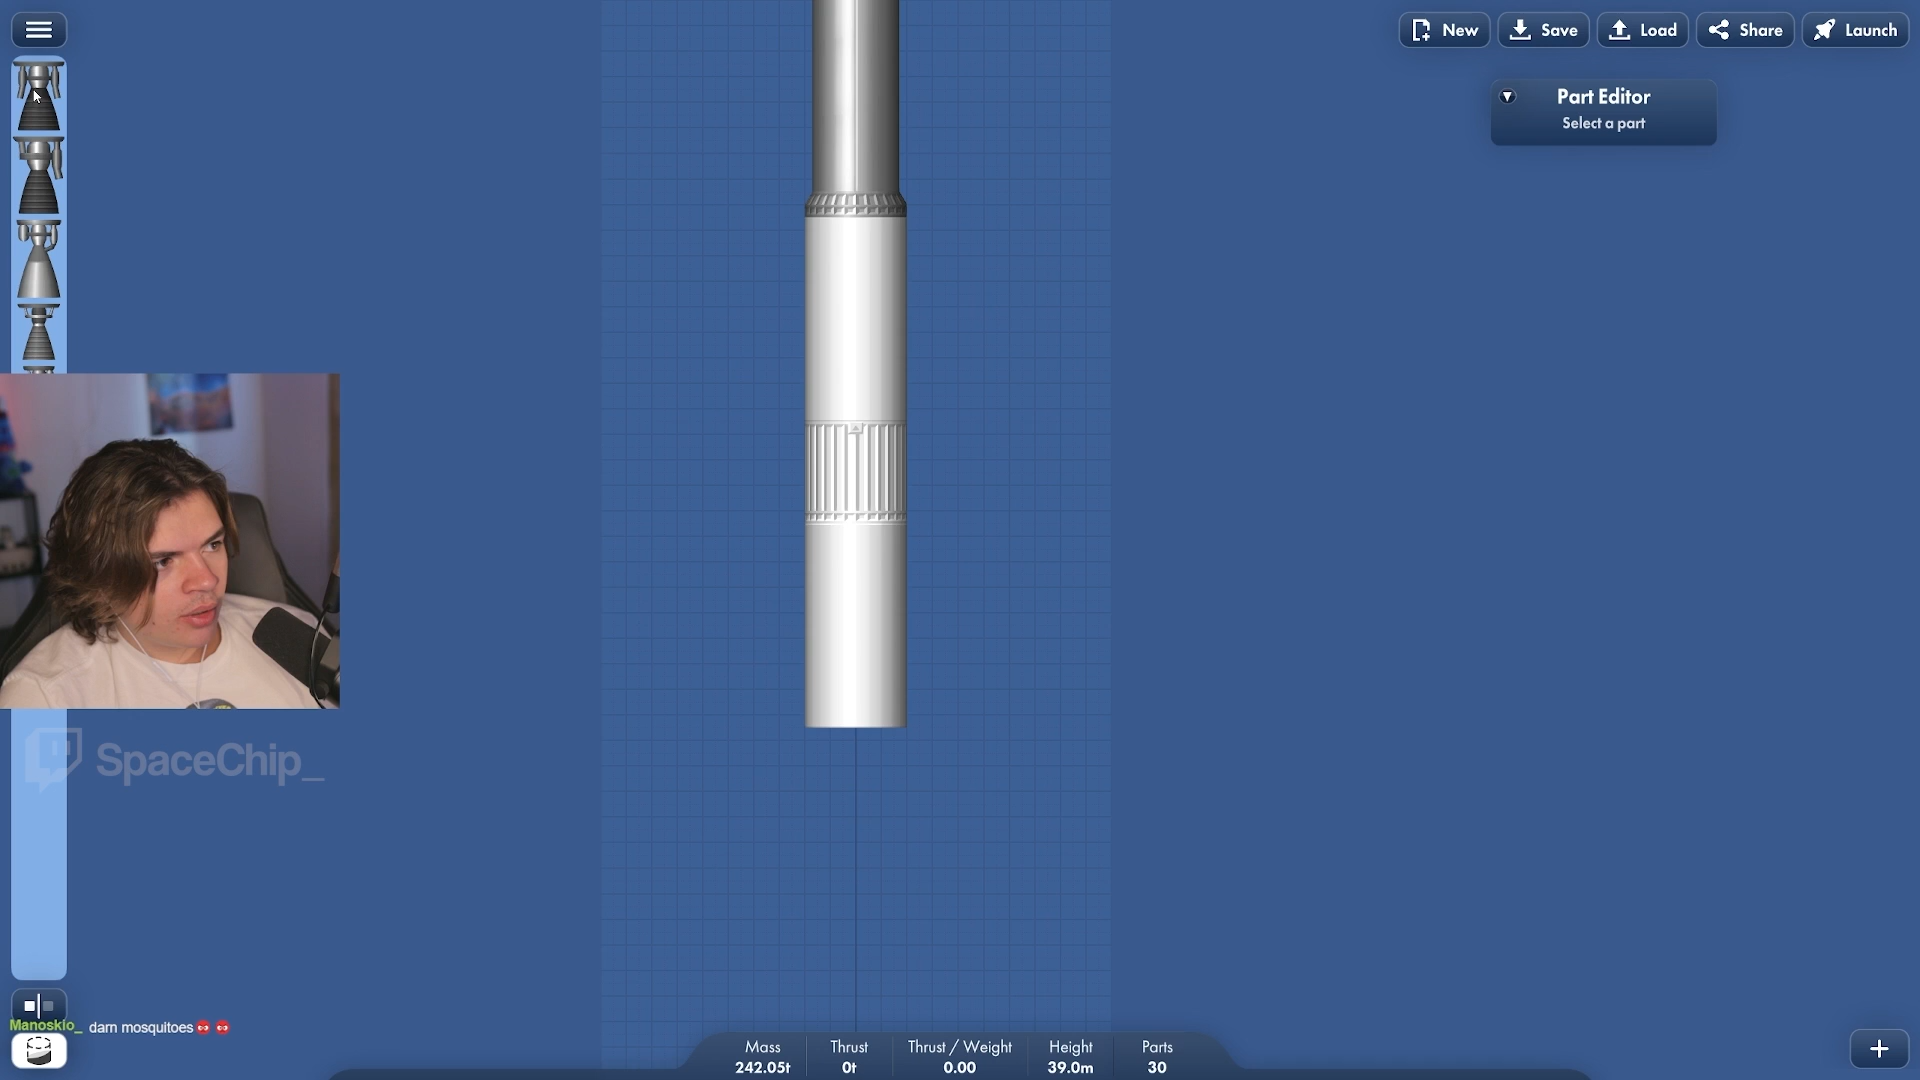 New
Save
Load
Share
Launch
Part Editor
Select a part
SpaceChip_
Manoskio_ darn mosquitoes
Mass
242.05t
Thrust
0t
Thrust / Weight
0.00
Height
39.0m
Parts
30